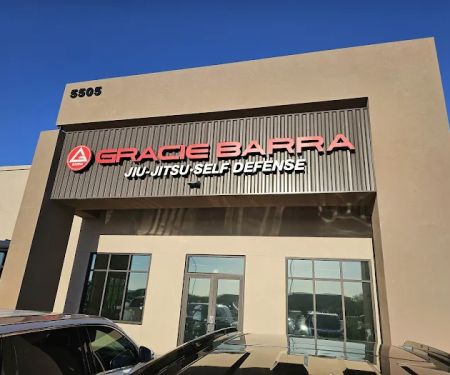 5505
GRACIE BARRA
JIU-JITSU SELF DEFENSE